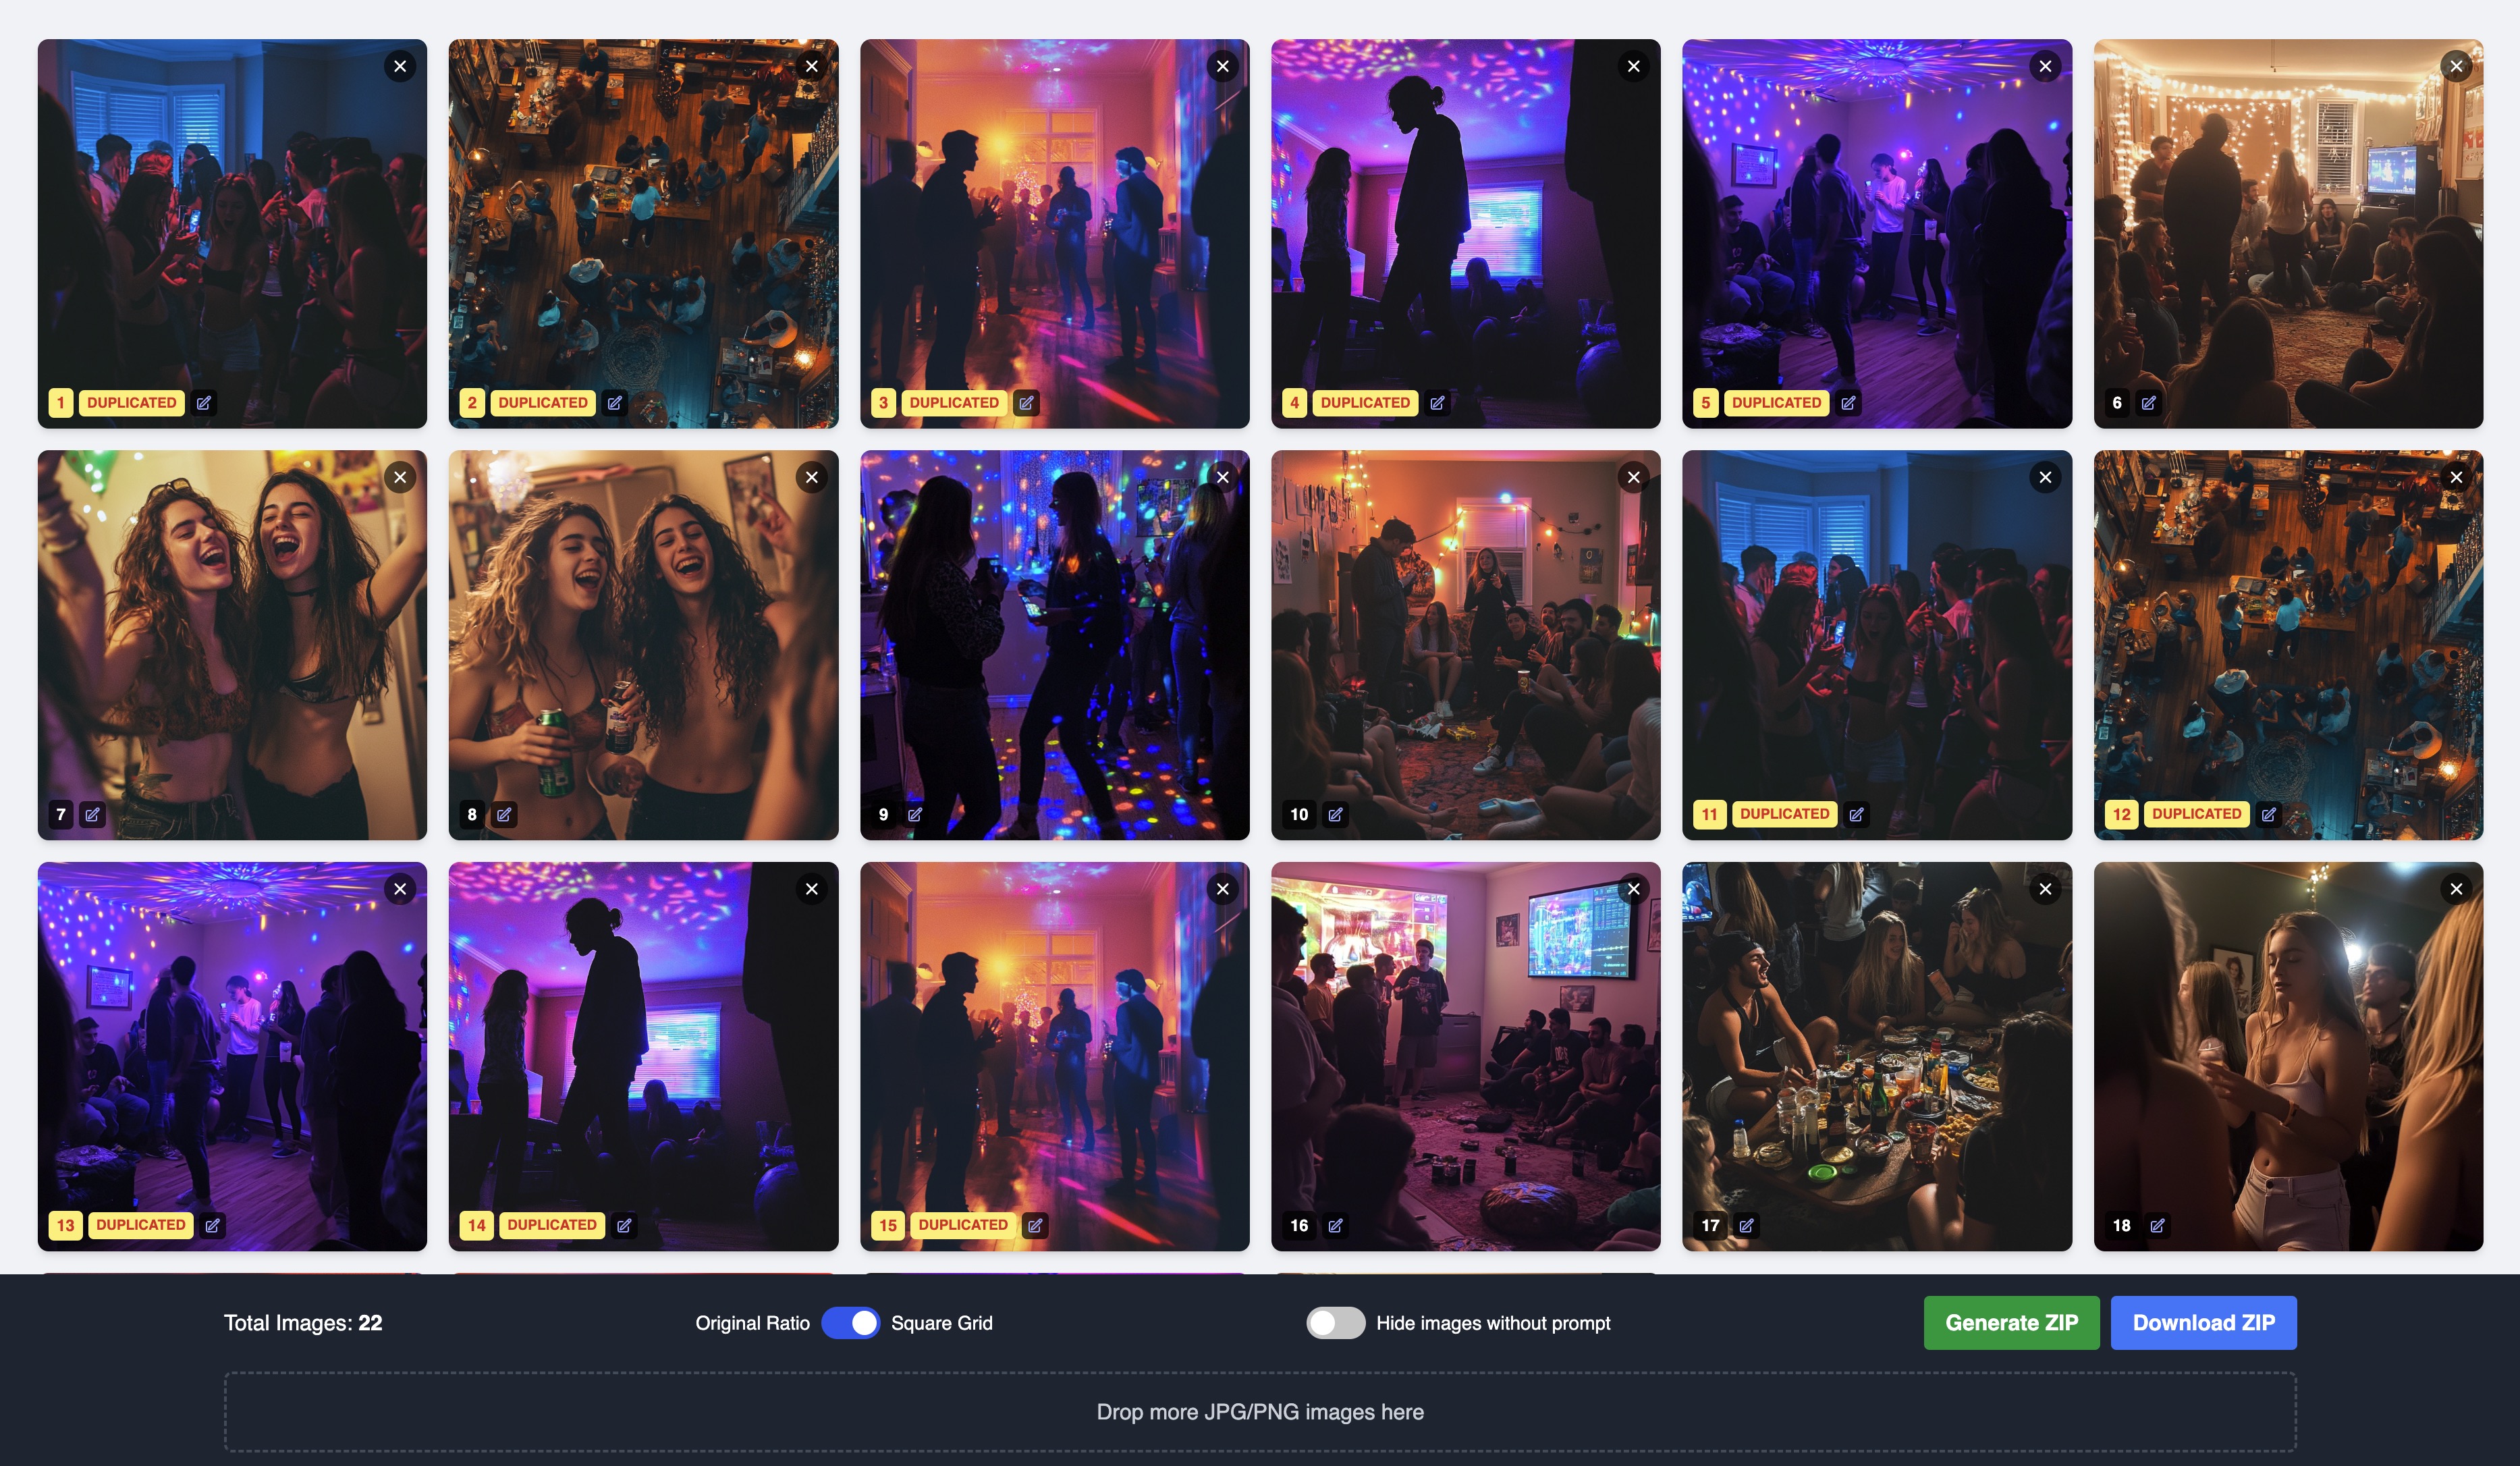 1 DUPLICATED
2 DUPLICATED
3 DUPLICATED
4 DUPLICATED
5 DUPLICATED
6
7
8
9
10
11 DUPLICATED
12 DUPLICATED
13 DUPLICATED
14 DUPLICATED
15 DUPLICATED
16
17
18
Total Images: 22
Original Ratio
Square Grid
Hide images without prompt
Generate ZIP
Download ZIP
Drop more JPG/PNG images here